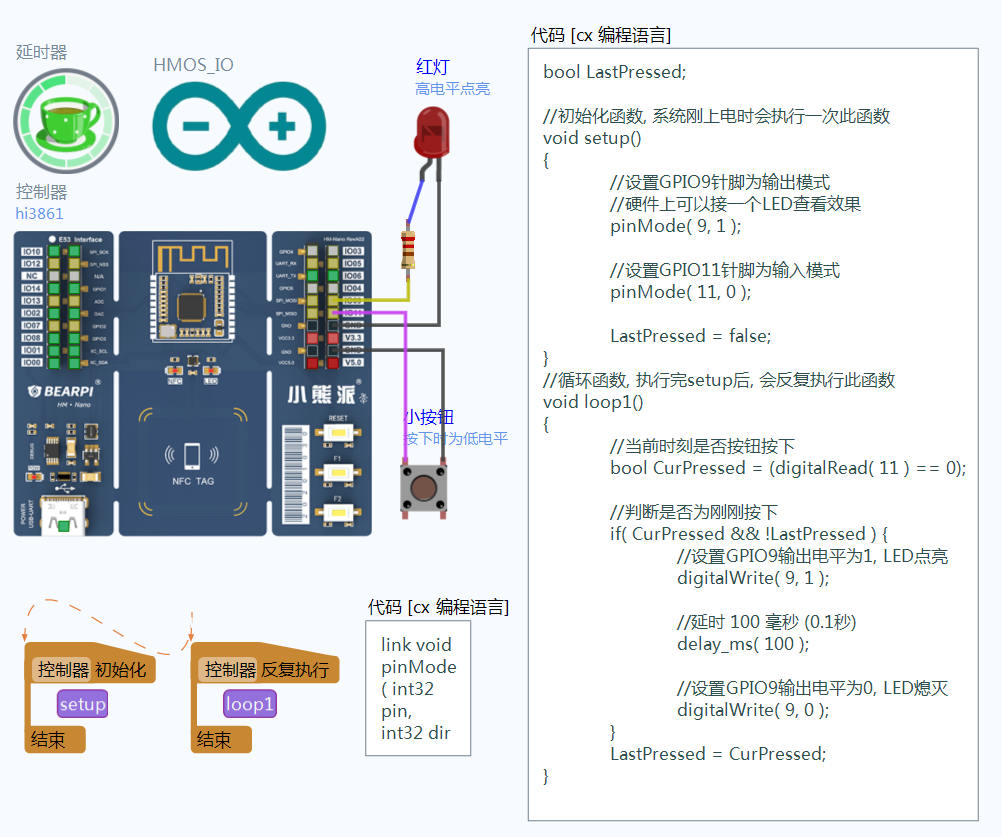 延时器
HMOS_IO
控制器
hi3861
红灯
高电平点亮
E53 Interface
HM-Nano RevA02
IO10
IO12
NC
IO14
IO13
IO02
IO07
IO08
IO01
IO00
SPI_SCK
SPI_NSS
N/A
GPIO1
ADC
DAC
GPIO2
GPIO3
IIC_SCL
IIC_SDA
GPIO4
UART_RX
UART_TX
GPIO5
SPI_MOSI
SPI_MISO
GND
VCC3.3
GND
VCC5.0
IO03
IO05
IO06
IO04
V3.3
V5.0
BEARPI
HM · Nano
NFC
LED
小熊派
RESET
F1
F2
NFC TAG
POWER
USB-UART
小按钮
按下时为低电平
控制器 初始化
setup
结束
控制器 反复执行
loop1
结束
代码 [cx 编程语言]
link void
pinMode
( int32
pin,
int32 dir
代码 [cx 编程语言]
bool LastPressed;
//初始化函数, 系统刚上电时会执行一次此函数
void setup()
{
//设置GPIO9针脚为输出模式
//硬件上可以接一个LED查看效果
pinMode( 9, 1 );
//设置GPIO11针脚为输入模式
pinMode( 11, 0 );
LastPressed = false;
}
//循环函数, 执行完setup后, 会反复执行此函数
void loop1()
{
//当前时刻是否按钮按下
bool CurPressed = (digitalRead( 11 ) == 0);
//判断是否为刚刚按下
if( CurPressed && !LastPressed ) {
//设置GPIO9输出电平为1, LED点亮
digitalWrite( 9, 1 );
//延时 100 毫秒 (0.1秒)
delay_ms( 100 );
//设置GPIO9输出电平为0, LED熄灭
digitalWrite( 9, 0 );
}
LastPressed = CurPressed;
}